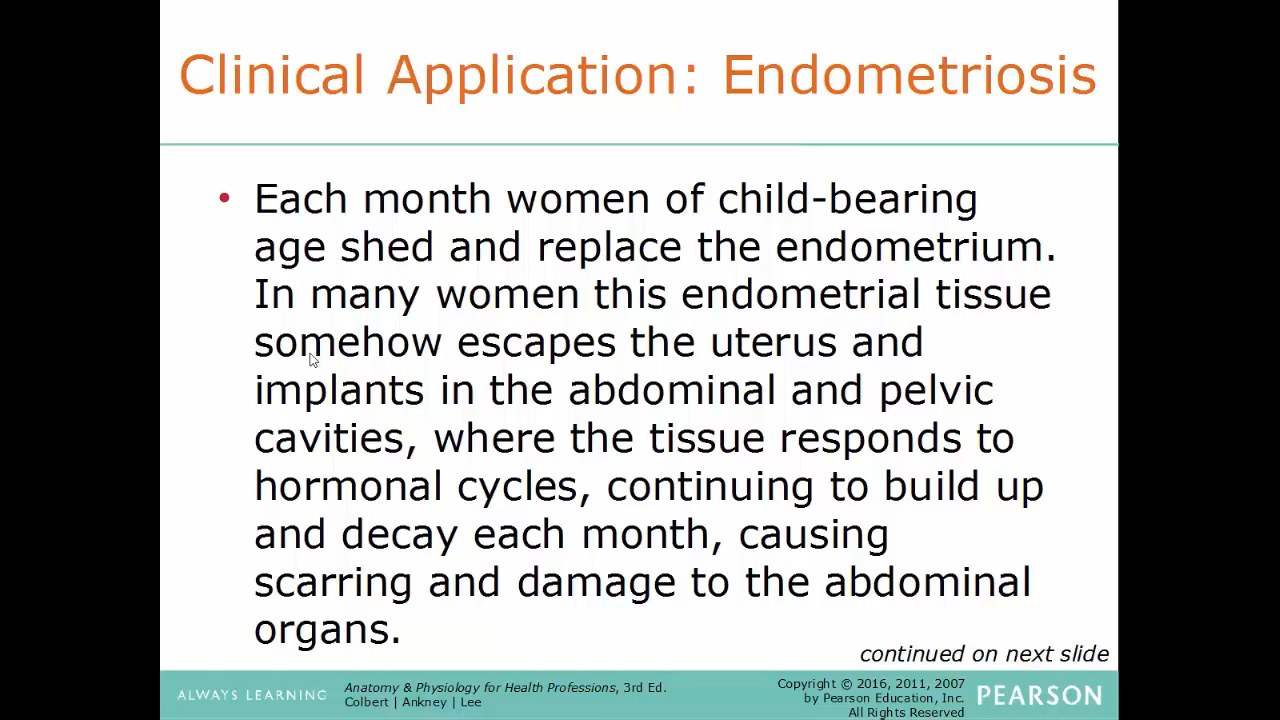 Clinical Application: Endometriosis
• Each month women of child-bearing
age shed and replace the endometrium.
In many women this endometrial tissue
somehow escapes the uterus and
implants in the abdominal and pelvic
cavities, where the tissue responds to
hormonal cycles, continuing to build up
and decay each month, causing
scarring and damage to the abdominal
organs.
continued on next slide
ALWAYS LEARNING
Anatomy & Physiology for Health Professions, 3rd Ed.
Colbert | Ankney | Lee
Copyright © 2016, 2011, 2007
by Pearson Education, Inc.
All Rights Reserved
PEARSON